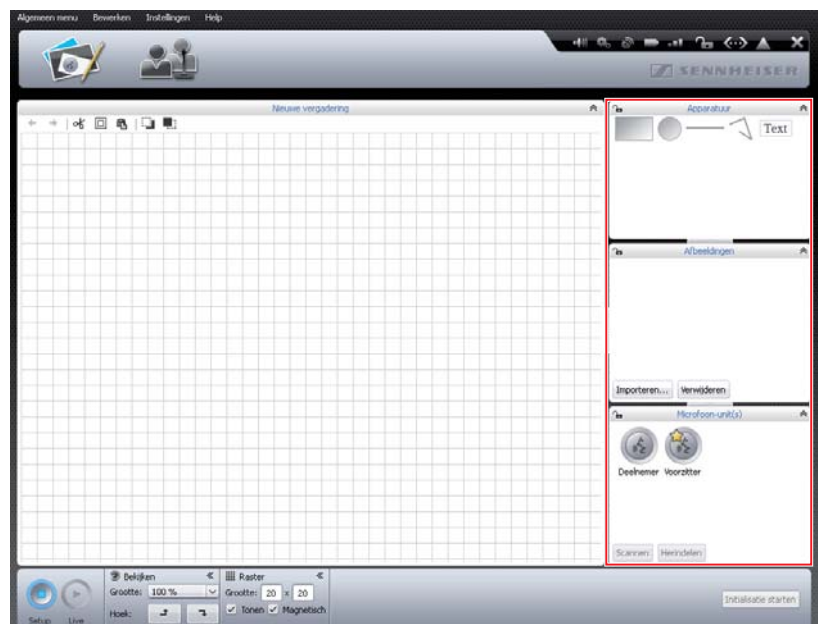 Algemeen menu Bewerken Instellingen Help
SENNHEISER
Nieuwe vergadering
Apparatuur
Text
Afbeeldingen
Importeren... Verwijderen
Microfoon-unit(s)
Deelnemer Voorzitter
Scannen Herindelen
Bekijken Raster
Grootte: 100 % Grootte: 20 x 20
Hoek: Tonen Magnetisch
Setup Live
Initialisatie starten